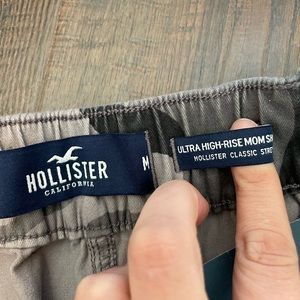 HOLLISTER
CALIFORNIA
M
ULTRA HIGH-RISE MOM
HOLLISTER CLASSIC